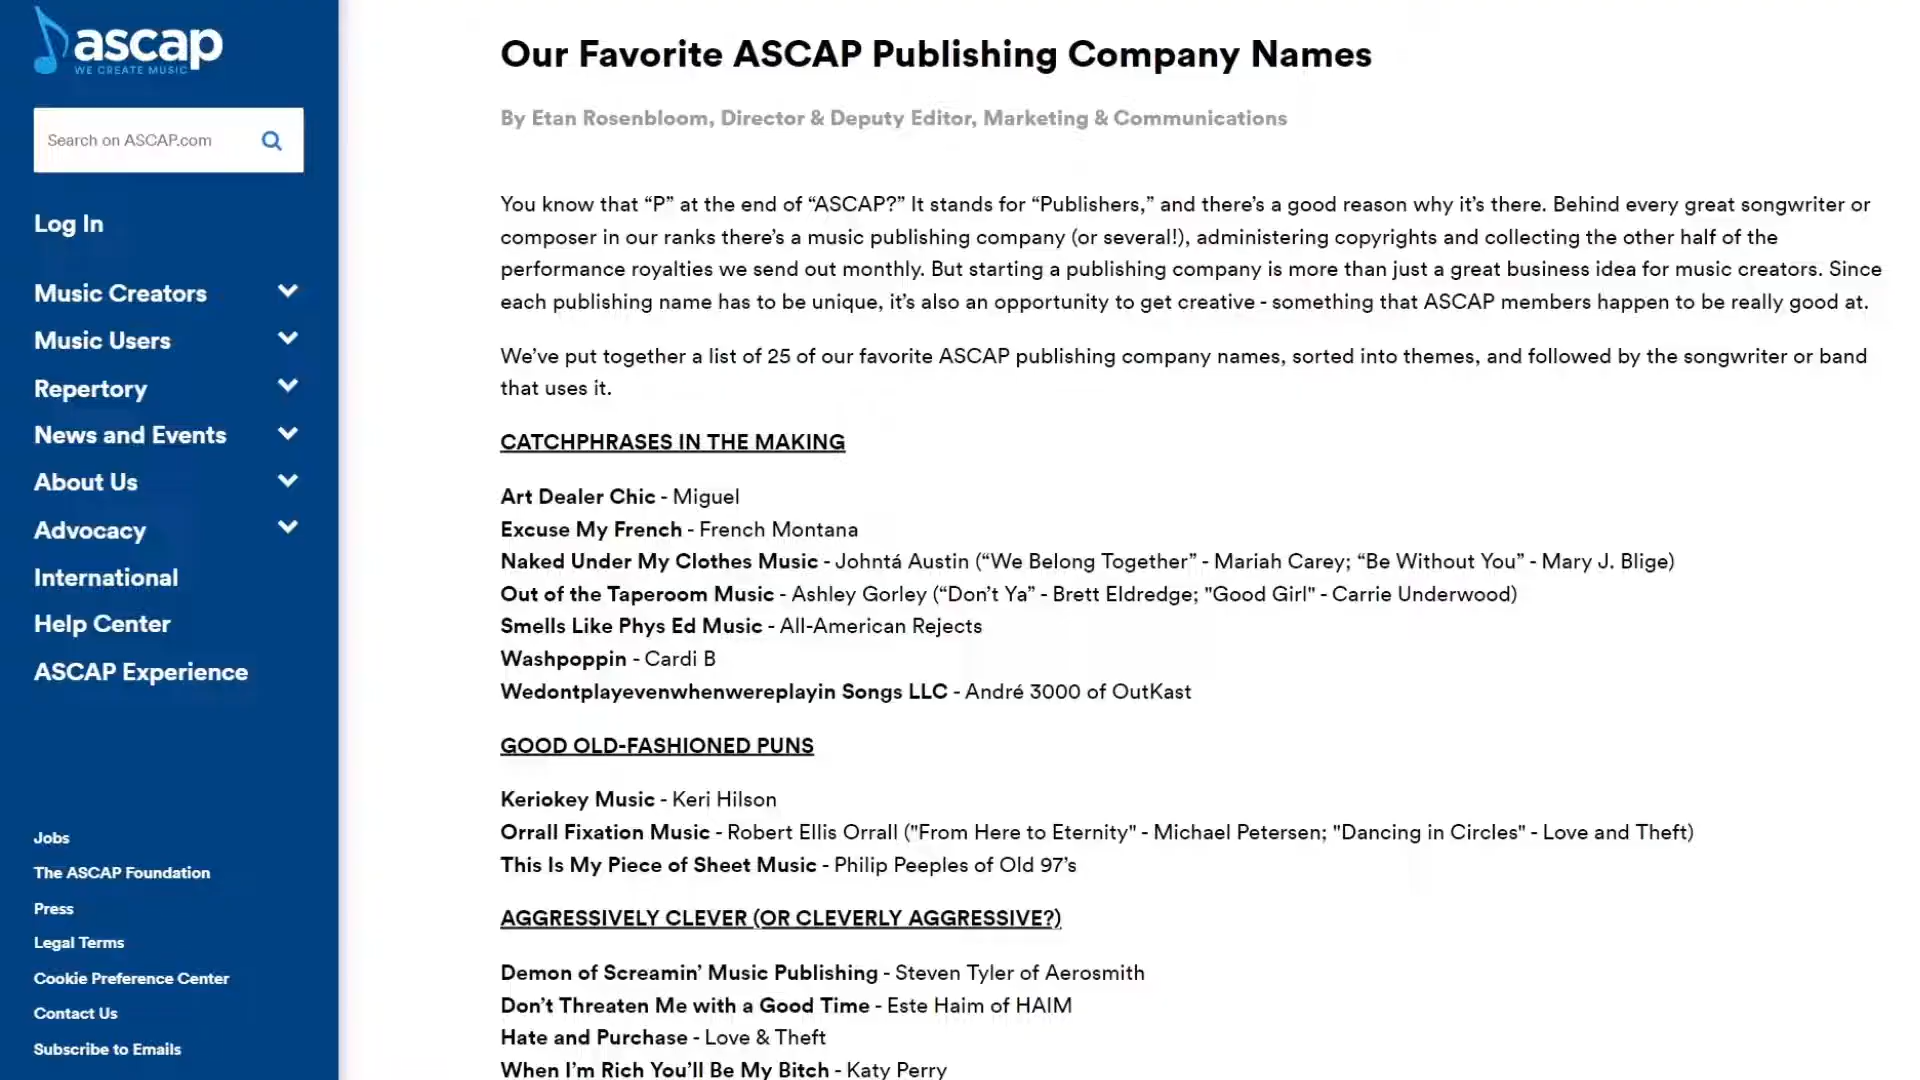 ascap
WE CREATE MUSIC
Search on ASCAP.com
Log In
Music Creators
Music Users
Repertory
News and Events
About Us
Advocacy
International
Help Center
ASCAP Experience
Jobs
The ASCAP Foundation
Press
Legal Terms
Cookie Preference Center
Contact Us
Subscribe to Emails
Our Favorite ASCAP Publishing Company Names
By Etan Rosenbloom, Director & Deputy Editor, Marketing & Communications
You know that “P” at the end of “ASCAP?” It stands for “Publishers,” and there’s a good reason why it’s there. Behind every great songwriter or
composer in our ranks there’s a music publishing company (or several!), administering copyrights and collecting the other half of the
performance royalties we send out monthly. But starting a publishing company is more than just a great business idea for music creators. Since
each publishing name has to be unique, it’s also an opportunity to get creative - something that ASCAP members happen to be really good at.
We’ve put together a list of 25 of our favorite ASCAP publishing company names, sorted into themes, and followed by the songwriter or band
that uses it.
CATCHPHRASES IN THE MAKING
Art Dealer Chic - Miguel
Excuse My French - French Montana
Naked Under My Clothes Music - Johntá Austin (“We Belong Together” - Mariah Carey; “Be Without You” - Mary J. Blige)
Out of the Taperoom Music - Ashley Gorley (“Don’t Ya” - Brett Eldredge; "Good Girl" - Carrie Underwood)
Smells Like Phys Ed Music - All-American Rejects
Washpoppin - Cardi B
Wedontplayevenwhenwereplayin Songs LLC - André 3000 of OutKast
GOOD OLD-FASHIONED PUNS
Keriokey Music - Keri Hilson
Orrall Fixation Music - Robert Ellis Orrall ("From Here to Eternity" - Michael Petersen; "Dancing in Circles" - Love and Theft)
This Is My Piece of Sheet Music - Philip Peeples of Old 97’s
AGGRESSIVELY CLEVER (OR CLEVERLY AGGRESSIVE?)
Demon of Screamin’ Music Publishing - Steven Tyler of Aerosmith
Don’t Threaten Me with a Good Time - Este Haim of HAIM
Hate and Purchase - Love & Theft
When I’m Rich You’ll Be My Bitch - Katy Perry